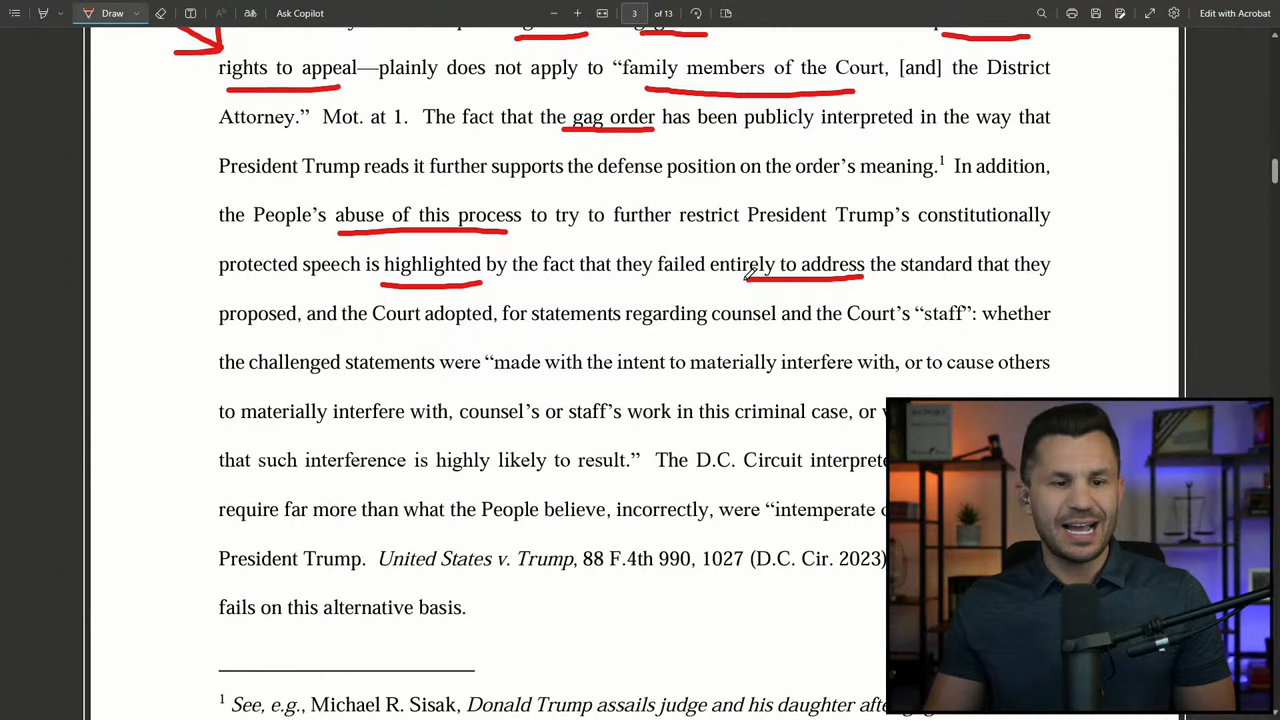 Draw
Ask Copilot
3 of 13
Edit with Acrobat
rights to appeal—plainly does not apply to “family members of the Court, [and] the District
Attorney.” Mot. at 1. The fact that the gag order has been publicly interpreted in the way that
President Trump reads it further supports the defense position on the order’s meaning.1 In addition,
the People’s abuse of this process to try to further restrict President Trump’s constitutionally
protected speech is highlighted by the fact that they failed entirely to address the standard that they
proposed, and the Court adopted, for statements regarding counsel and the Court’s “staff”: whether
the challenged statements were “made with the intent to materially interfere with, or to cause others
to materially interfere with, counsel’s or staff’s work in this criminal case, or
that such interference is highly likely to result.” The D.C. Circuit
require far more than what the People believe, incorrectly, were “intemperate
President Trump. United States v. Trump, 88 F.4th 990, 1027 (D.C. Cir. 2023)
fails on this alternative basis.
1 See, e.g., Michael R. Sisak, Donald Trump assails judge and his daughter